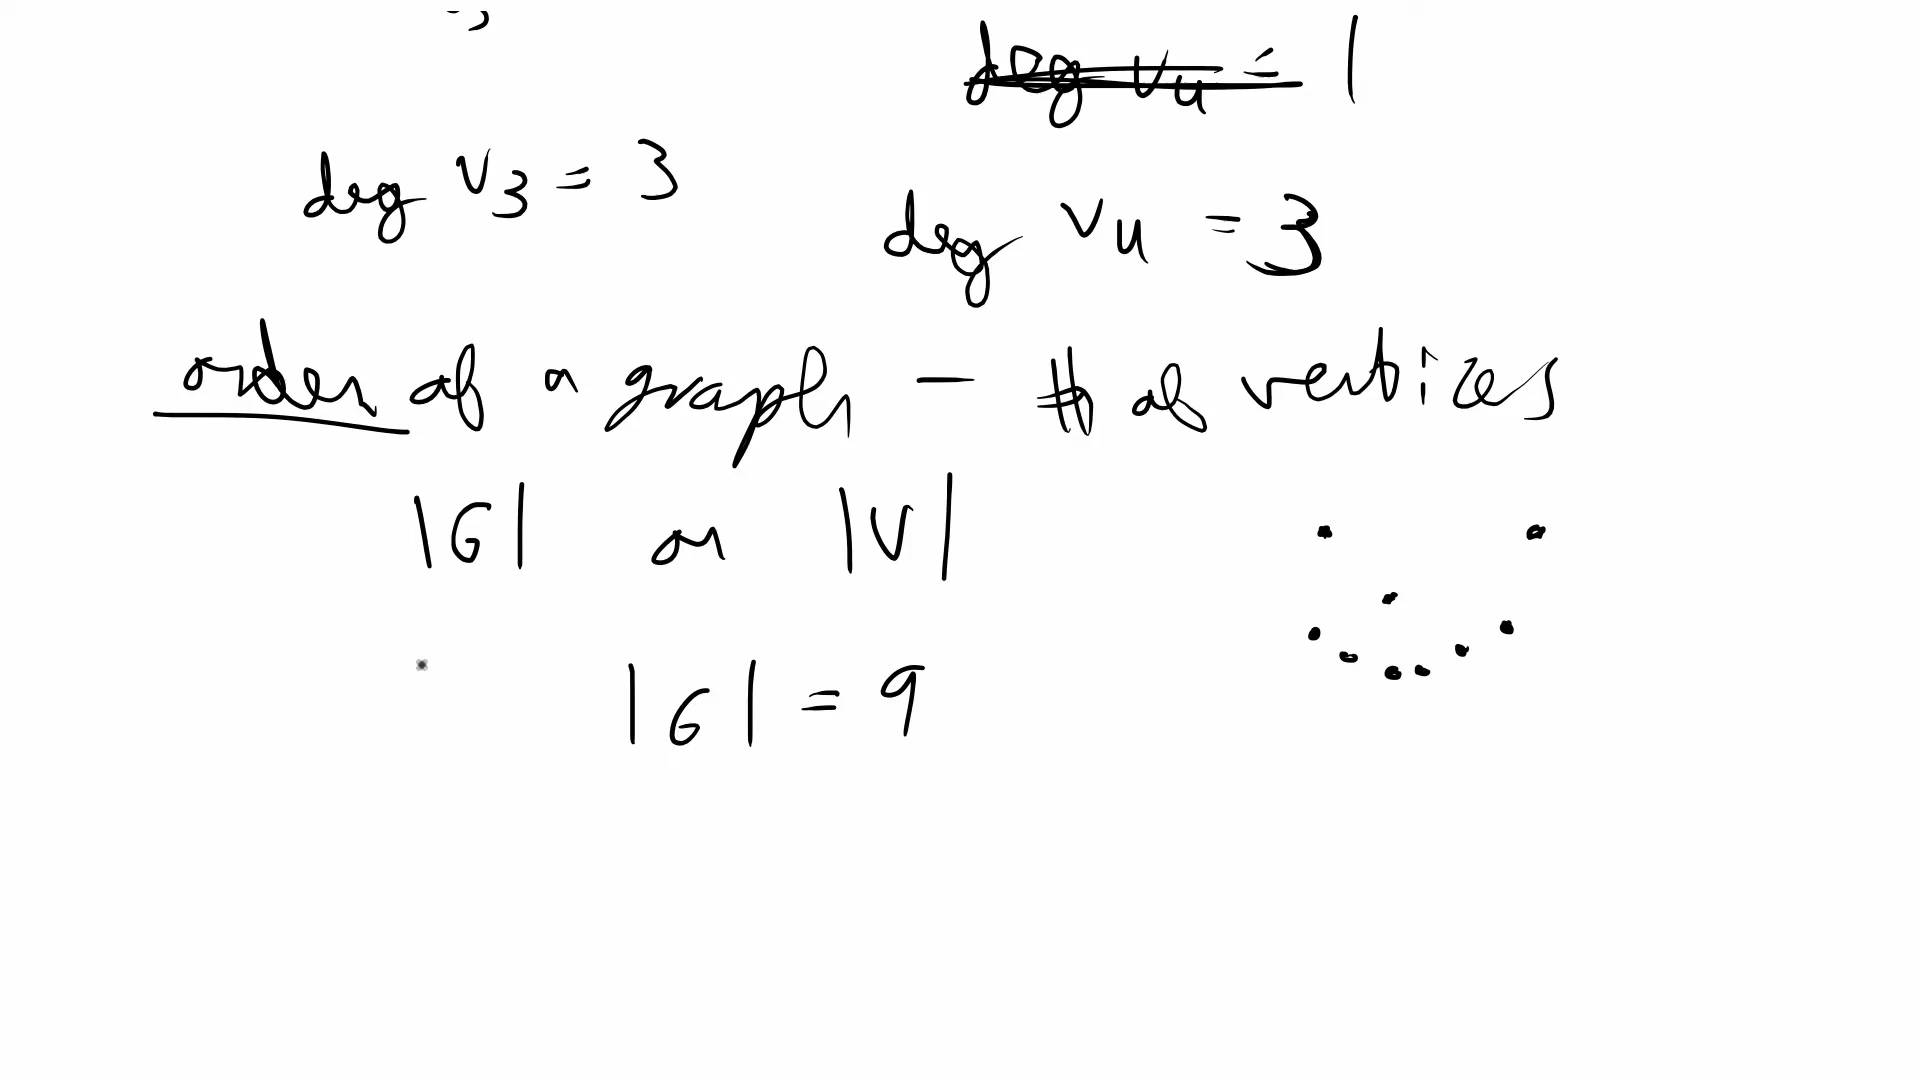 deg v₄ = 1
deg v₃ = 3
deg v₄ = 3
order of a graph – # of vertices
|G| or |V|
|G| = 9